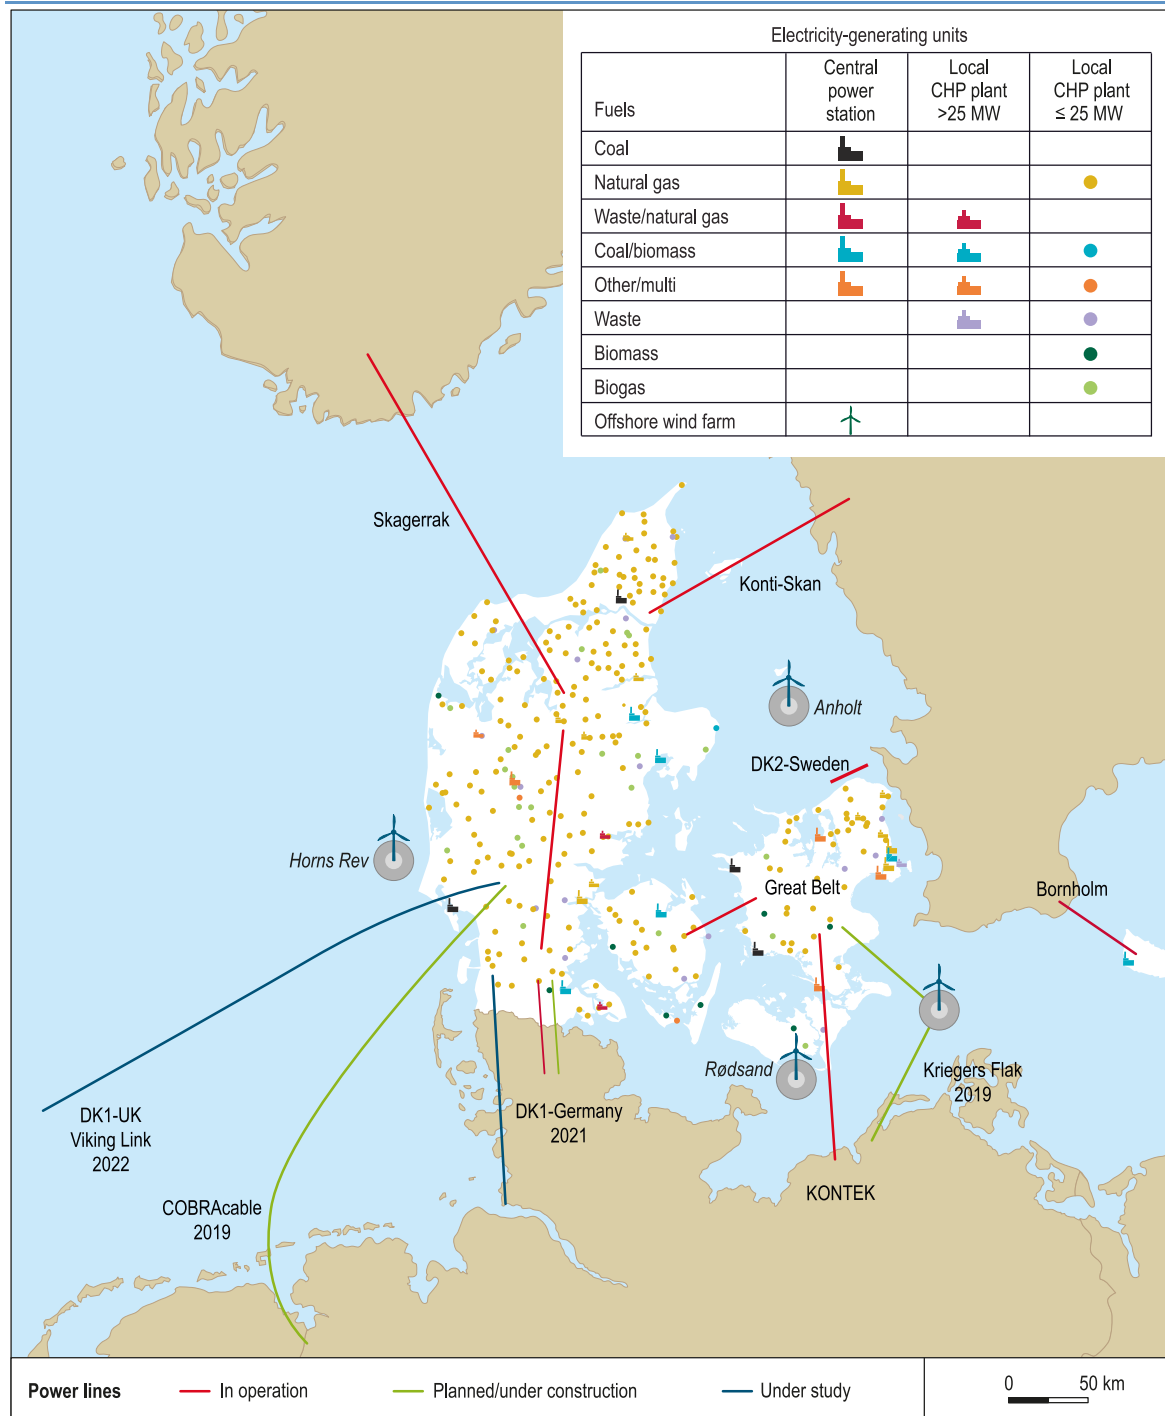 Electricity-generating units
Fuels
Central
power
station
Local
CHP plant
>25 MW
Local
CHP plant
≤ 25 MW
Coal
Natural gas
Waste/natural gas
Coal/biomass
Other/multi
Waste
Biomass
Biogas
Offshore wind farm
Skagerrak
Konti-Skan
Anholt
DK2-Sweden
Horns Rev
Great Belt
Bornholm
Rødsand
Kriegers Flak
2019
DK1-UK
Viking Link
2022
DK1-Germany
2021
KONTEK
COBRAcable
2019
Power lines
In operation
Planned/under construction
Under study
0 50 km